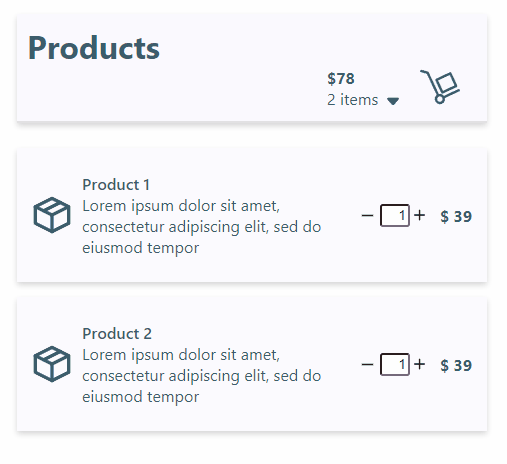 Products
$78
2 items
Product 1
Lorem ipsum dolor sit amet,
consectetur adipiscing elit, sed do
eiusmod tempor
− 1 + $ 39
Product 2
Lorem ipsum dolor sit amet,
consectetur adipiscing elit, sed do
eiusmod tempor
− 1 + $ 39